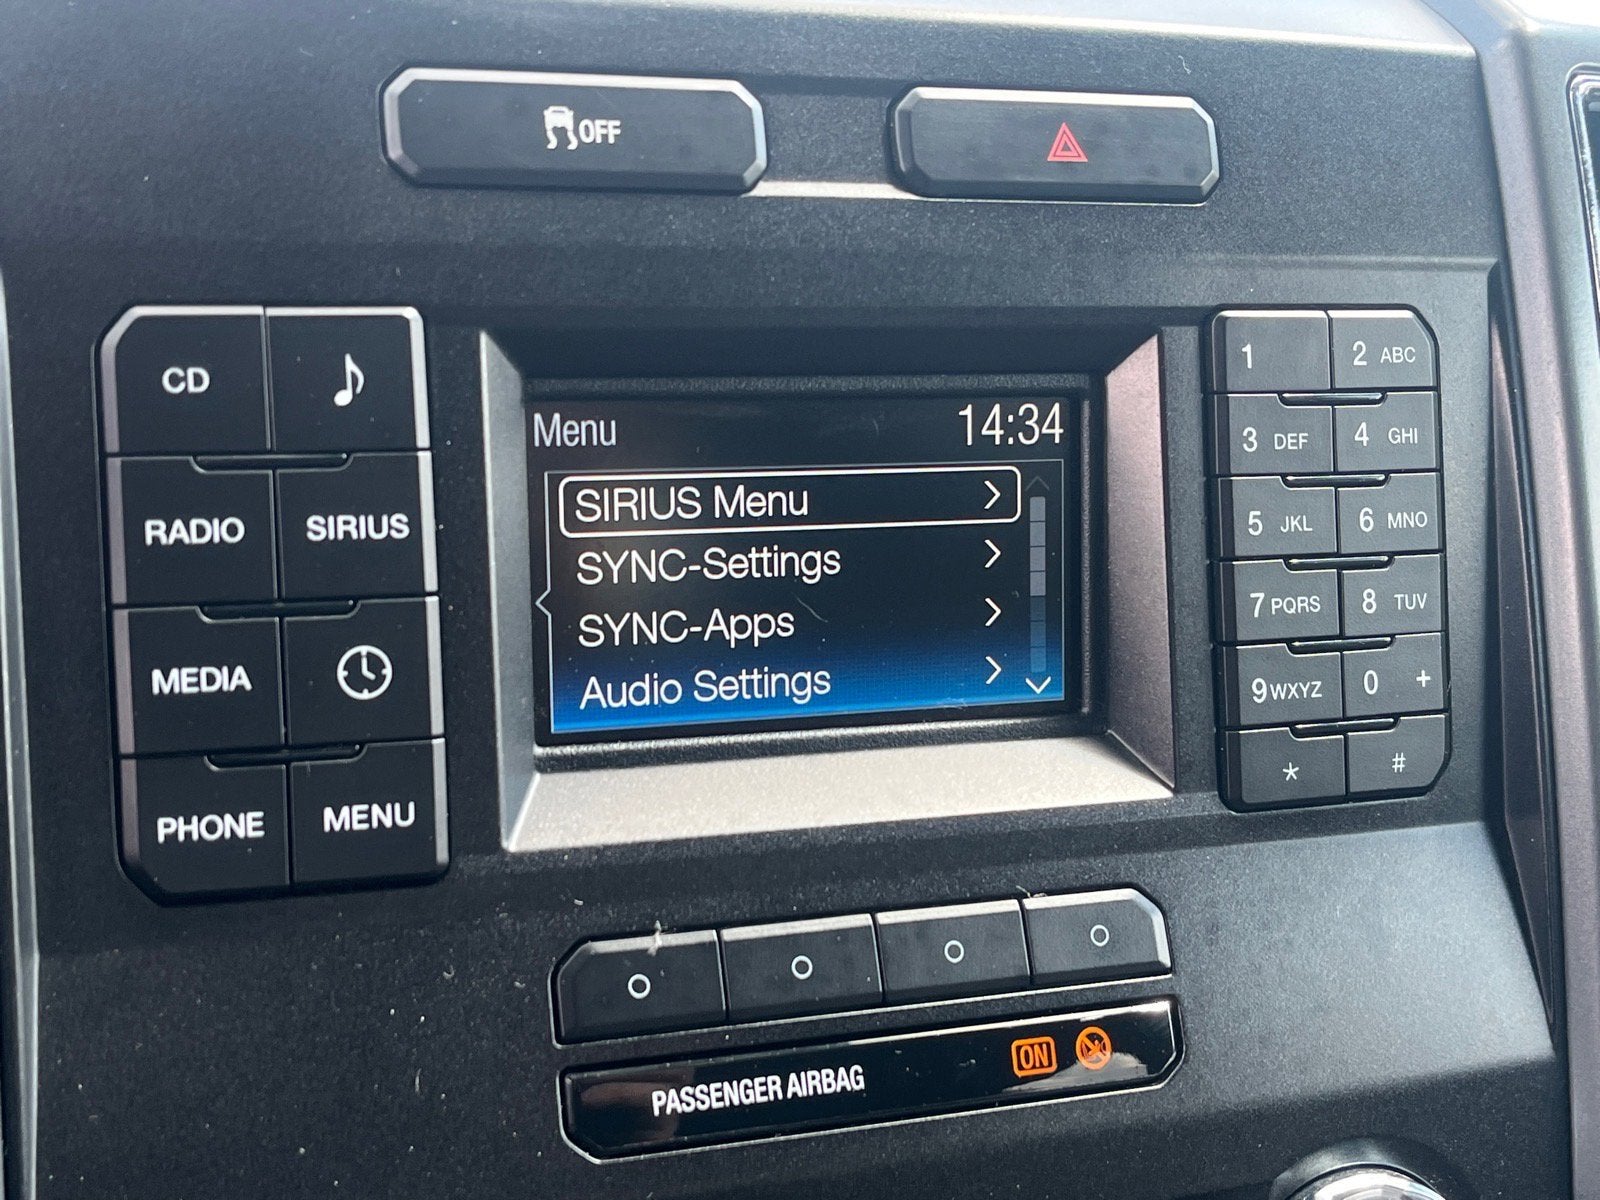 OFF
CD
RADIO SIRIUS
MEDIA
PHONE MENU
Menu 14:34
SIRIUS Menu
SYNC-Settings
SYNC-Apps
Audio Settings
1 2 ABC
3 DEF 4 GHI
5 JKL 6 MNO
7 PQRS 8 TUV
9 WXYZ 0 +
* #
PASSENGER AIRBAG ON